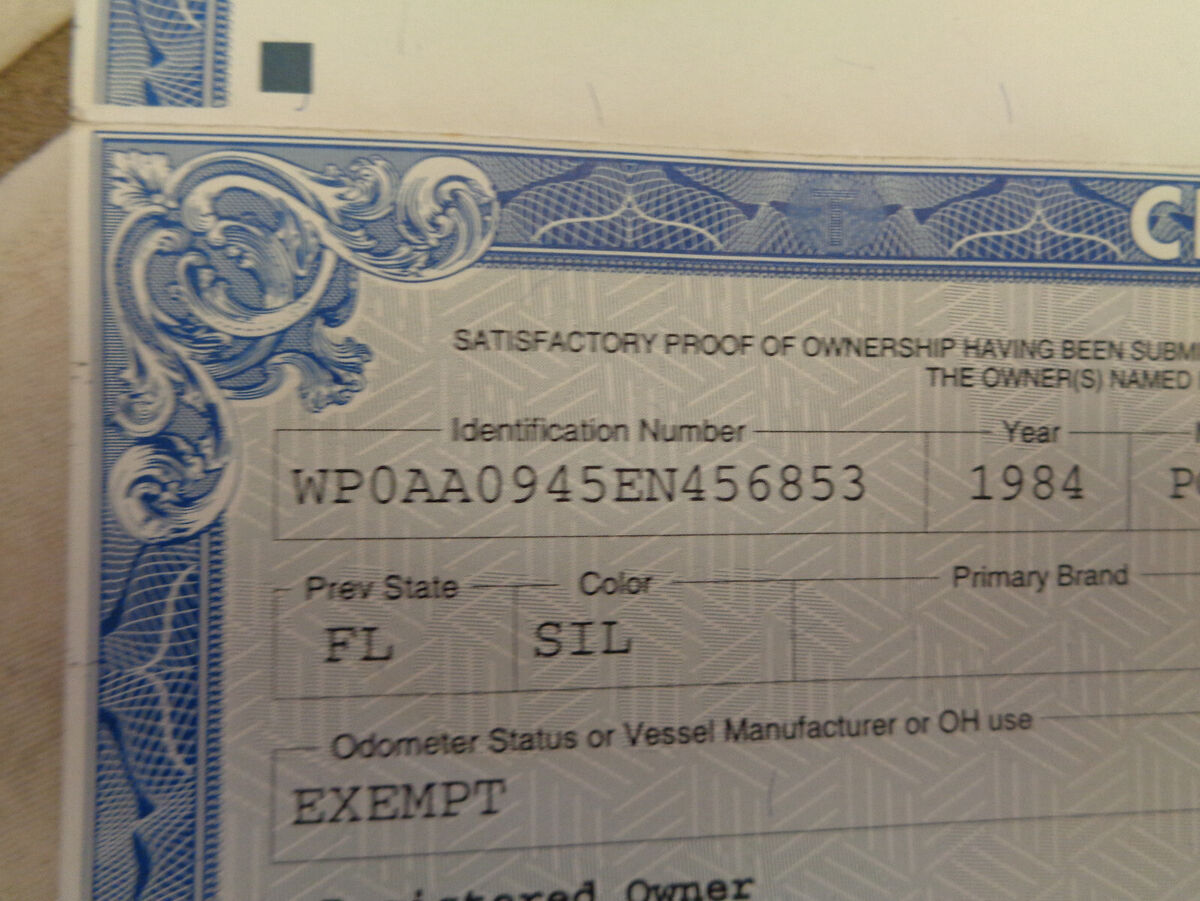 SATISFACTORY PROOF OF OWNERSHIP HAVING BEEN
THE OWNER(S) NAMED
Identification Number Year
WP0AA0945EN456853 1984
Prev State Color Primary Brand
FL SIL
Odometer Status or Vessel Manufacturer or OH use
EXEMPT
Registered Owner